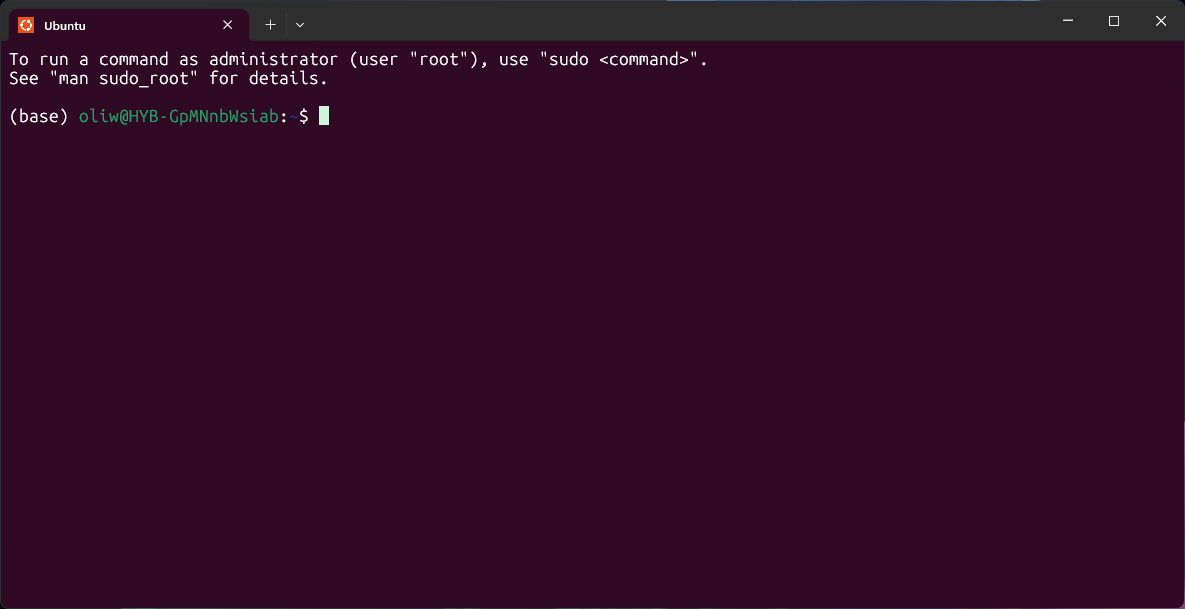 Ubuntu
To run a command as administrator (user "root"), use "sudo <command>".
See "man sudo_root" for details.
(base) oliw@HYB-GpMNnbWsiab:~$